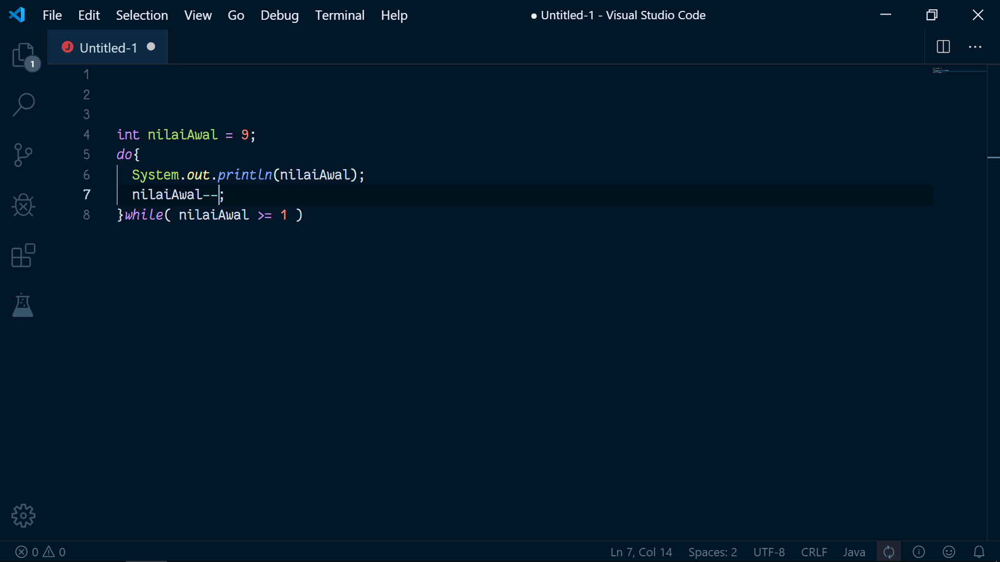 File Edit Selection View Go Debug Terminal Help ● Untitled-1 - Visual Studio Code
J Untitled-1 ●
1
1
2
3
4 int nilaiAwal = 9;
5 do{
6 System.out.println(nilaiAwal);
7 nilaiAwal--;
8 }while( nilaiAwal >= 1 )
0 0 Ln 7, Col 14 Spaces: 2 UTF-8 CRLF Java